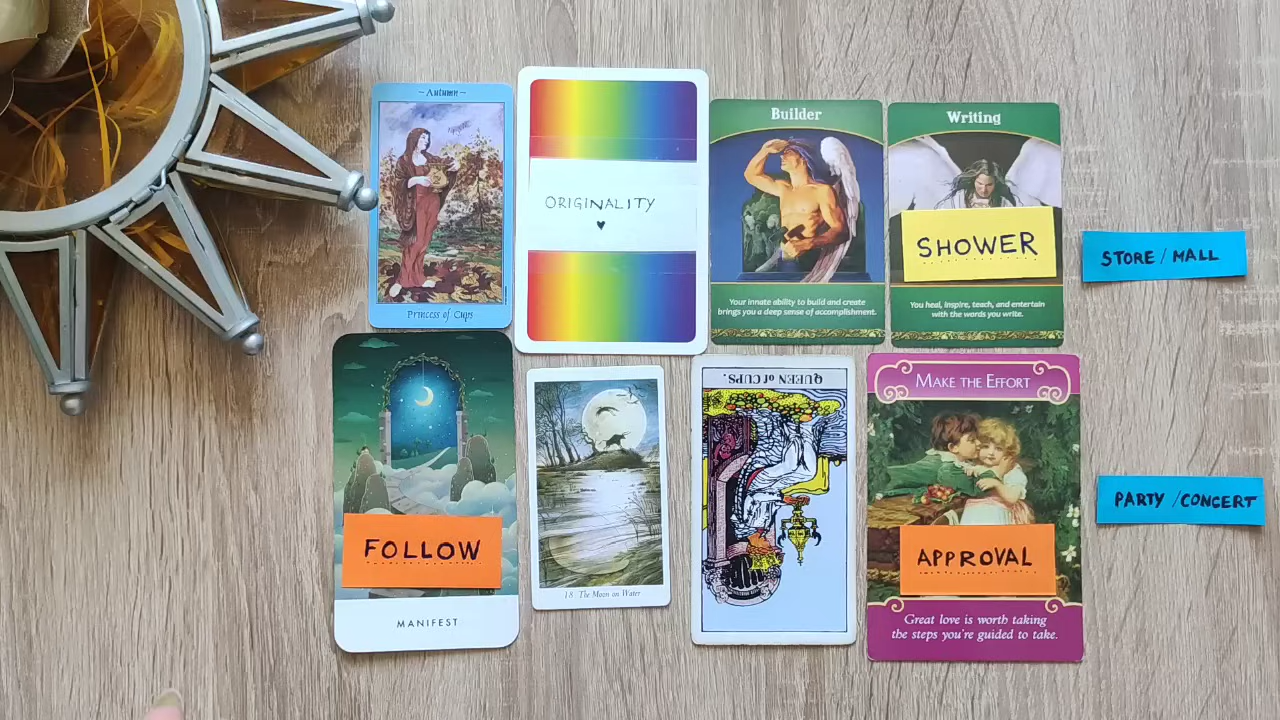 ~Autumn~
Princess of Cups
ORIGINALITY
♥
Builder
Your innate ability to build and create
brings you a deep sense of accomplishment.
Writing
SHOWER
You heal, inspire, teach, and entertain
with the words you write.
STORE / MALL
FOLLOW
MANIFEST
18 The Moon on Water
QUEEN of CUPS.
MAKE THE EFFORT
APPROVAL
Great love is worth taking
the steps you're guided to take.
PARTY / CONCERT